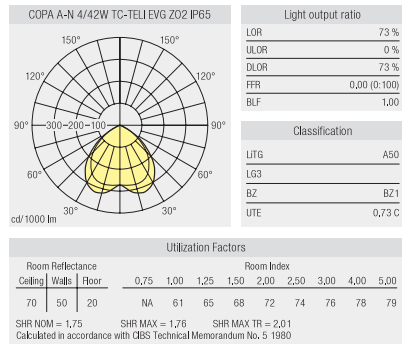 COPA A-N 4/42W TC-TELI EVG ZO2 IP65
150° 150°
120° 120°
90° 300 200 100 90°
60° 60°
30° 30°
cd/1000 lm
Light output ratio
LOR 73 %
ULOR 0 %
DLOR 73 %
FFR 0,00 (0:100)
BLF 1.00
Classification
LiTG A50
LG3
BZ BZ1
UTE 0,73 C
Utilization Factors
Room Reflectance Room Index
Ceiling Walls Floor 0,75 1,00 1,25 1,50 2,00 2,50 3,00 4,00 5,00
70 50 20 NA 61 65 68 72 74 76 78 79
SHR NOM = 1,75 SHR MAX = 1,76 SHR MAX TR = 2,01
Calculated in accordance with CIBS Technical Memorandum No. 5 1980